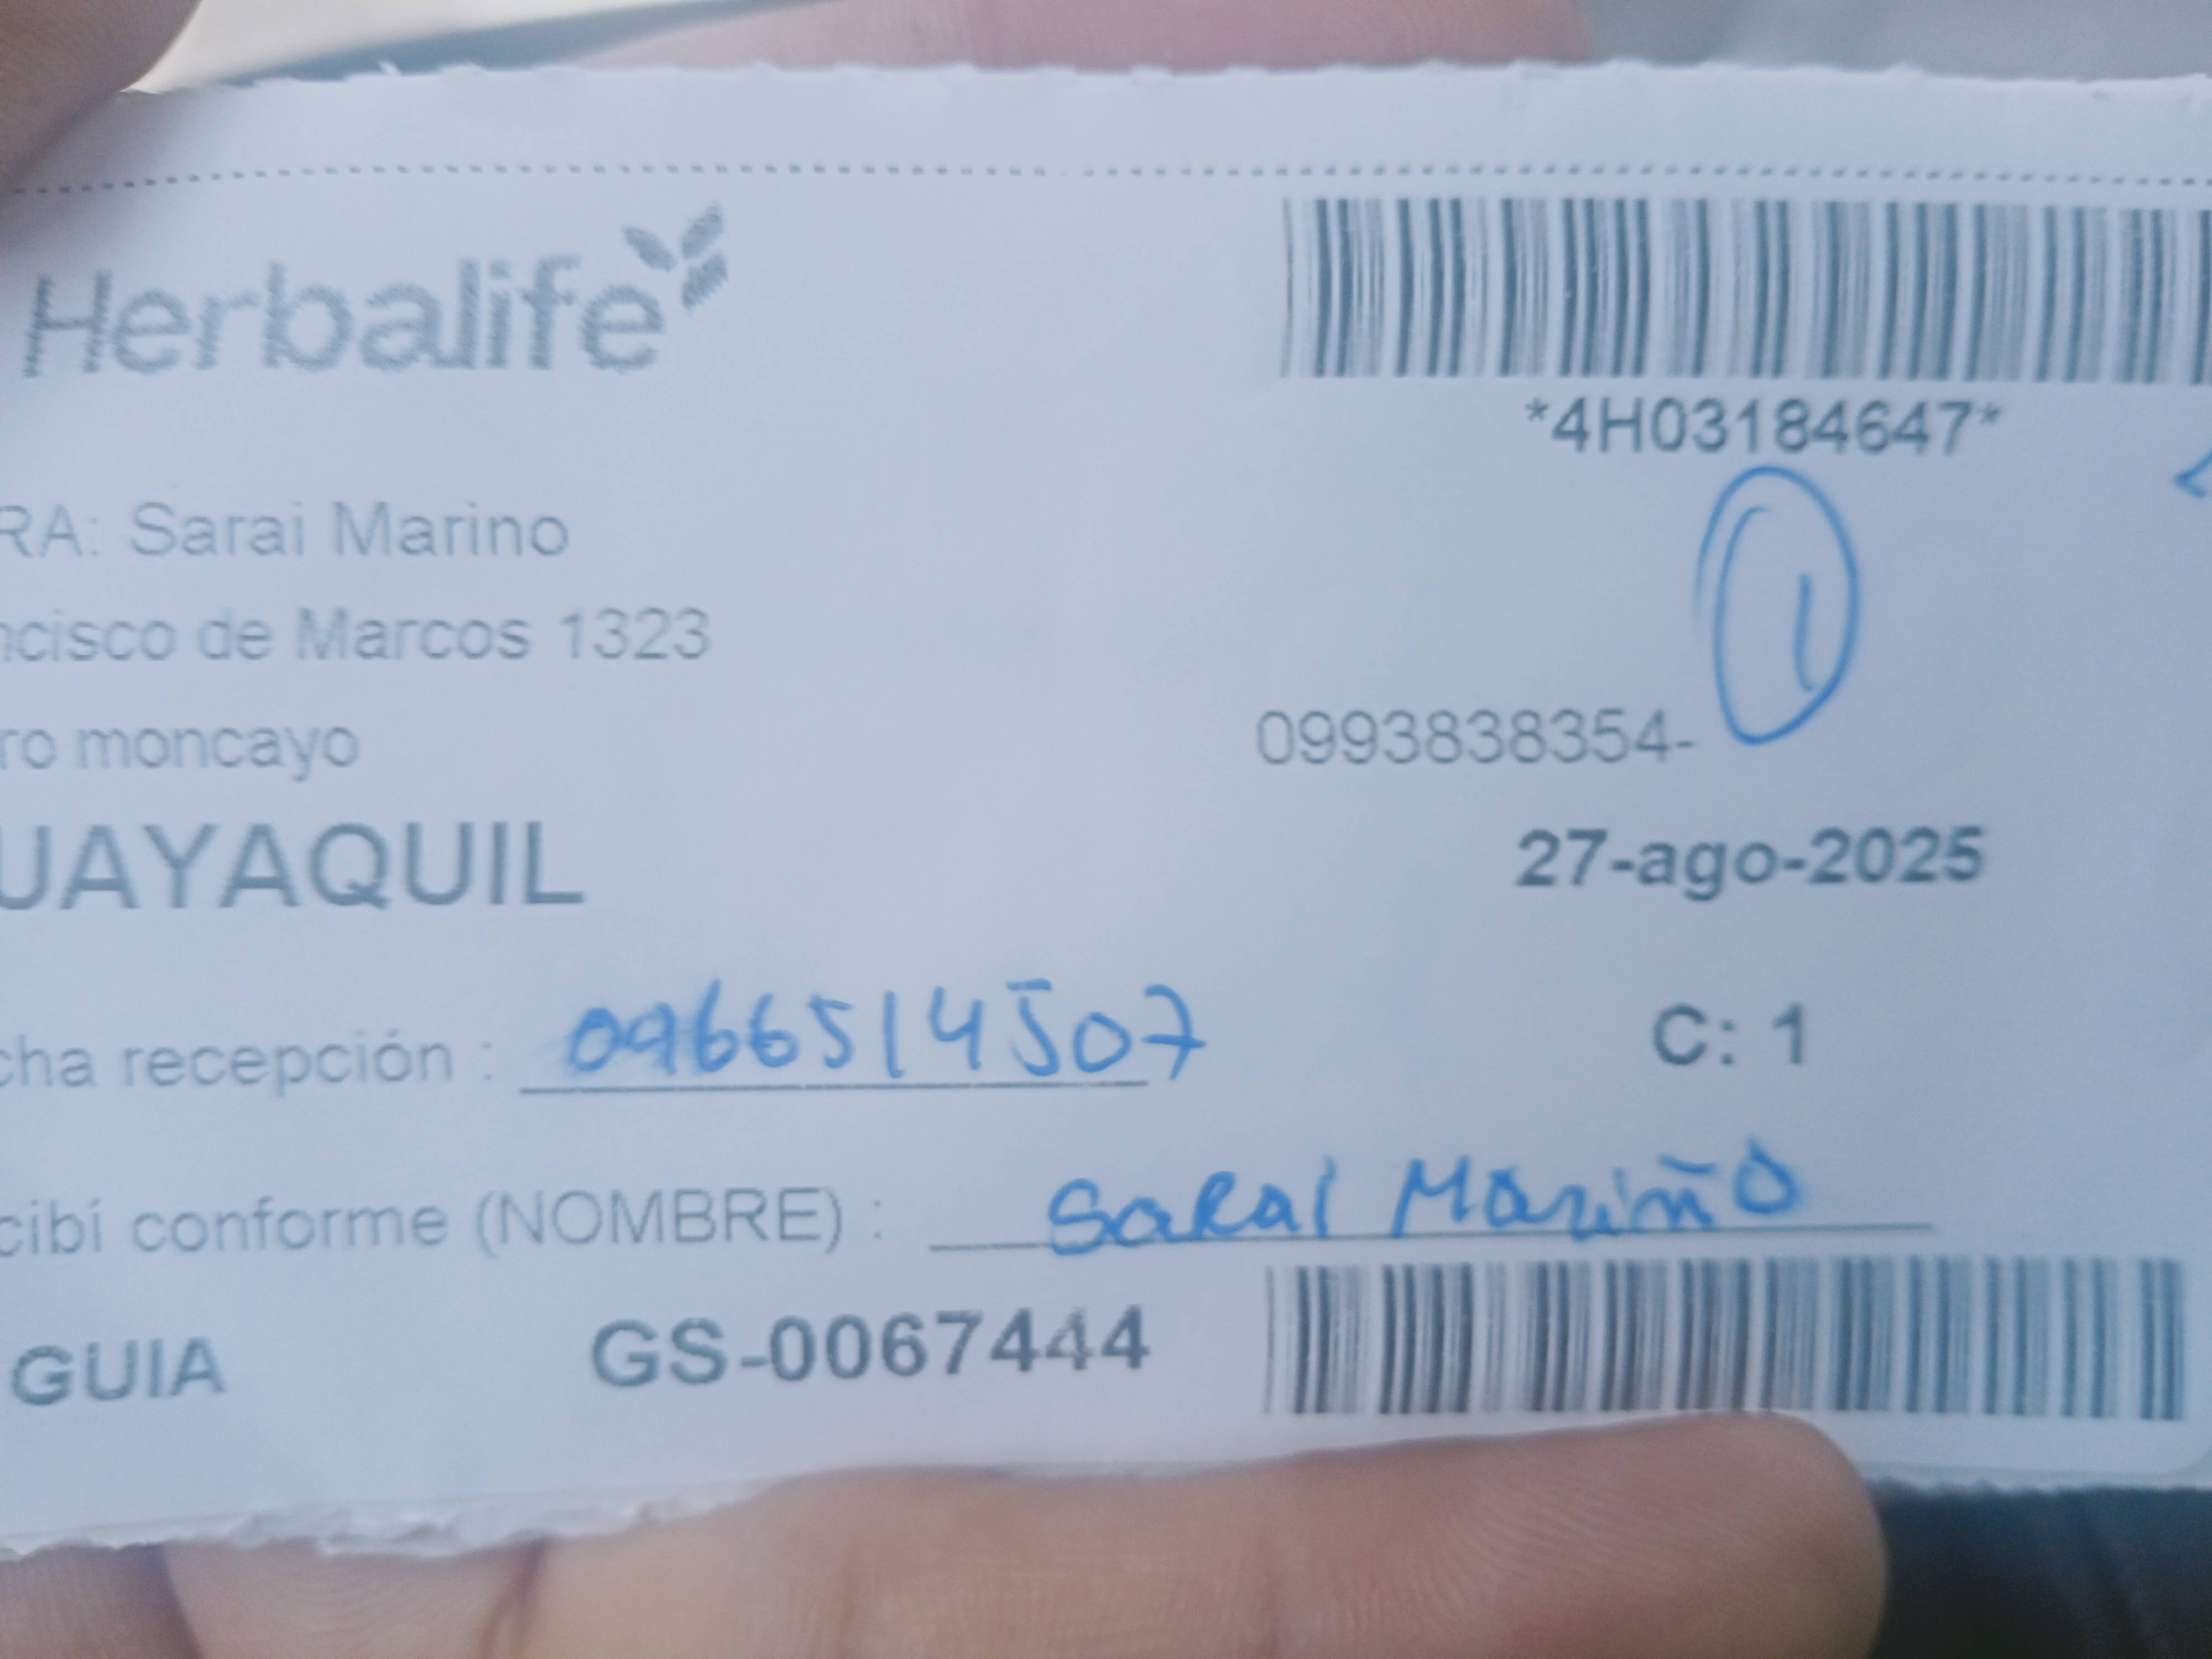 Herbalife
*4H03184647*
1
RA: Sarai Marino
ncisco de Marcos 1323
ro moncayo
0993838354-
UAYAQUIL
27-ago-2025
cha recepción : 0966514507
C: 1
cibí conforme (NOMBRE) : Sarai Mariño
GUIA
GS-0067444